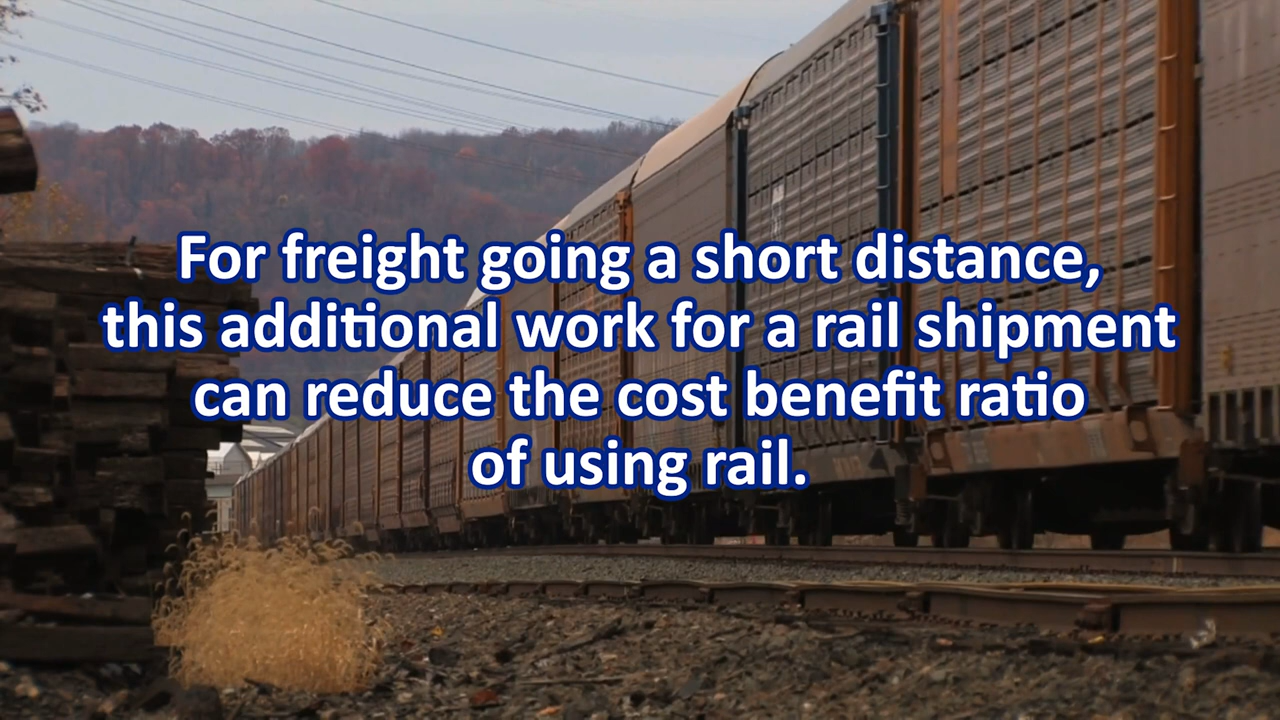 For freight going a short distance,
this additional work for a rail shipment
can reduce the cost benefit ratio
of using rail.